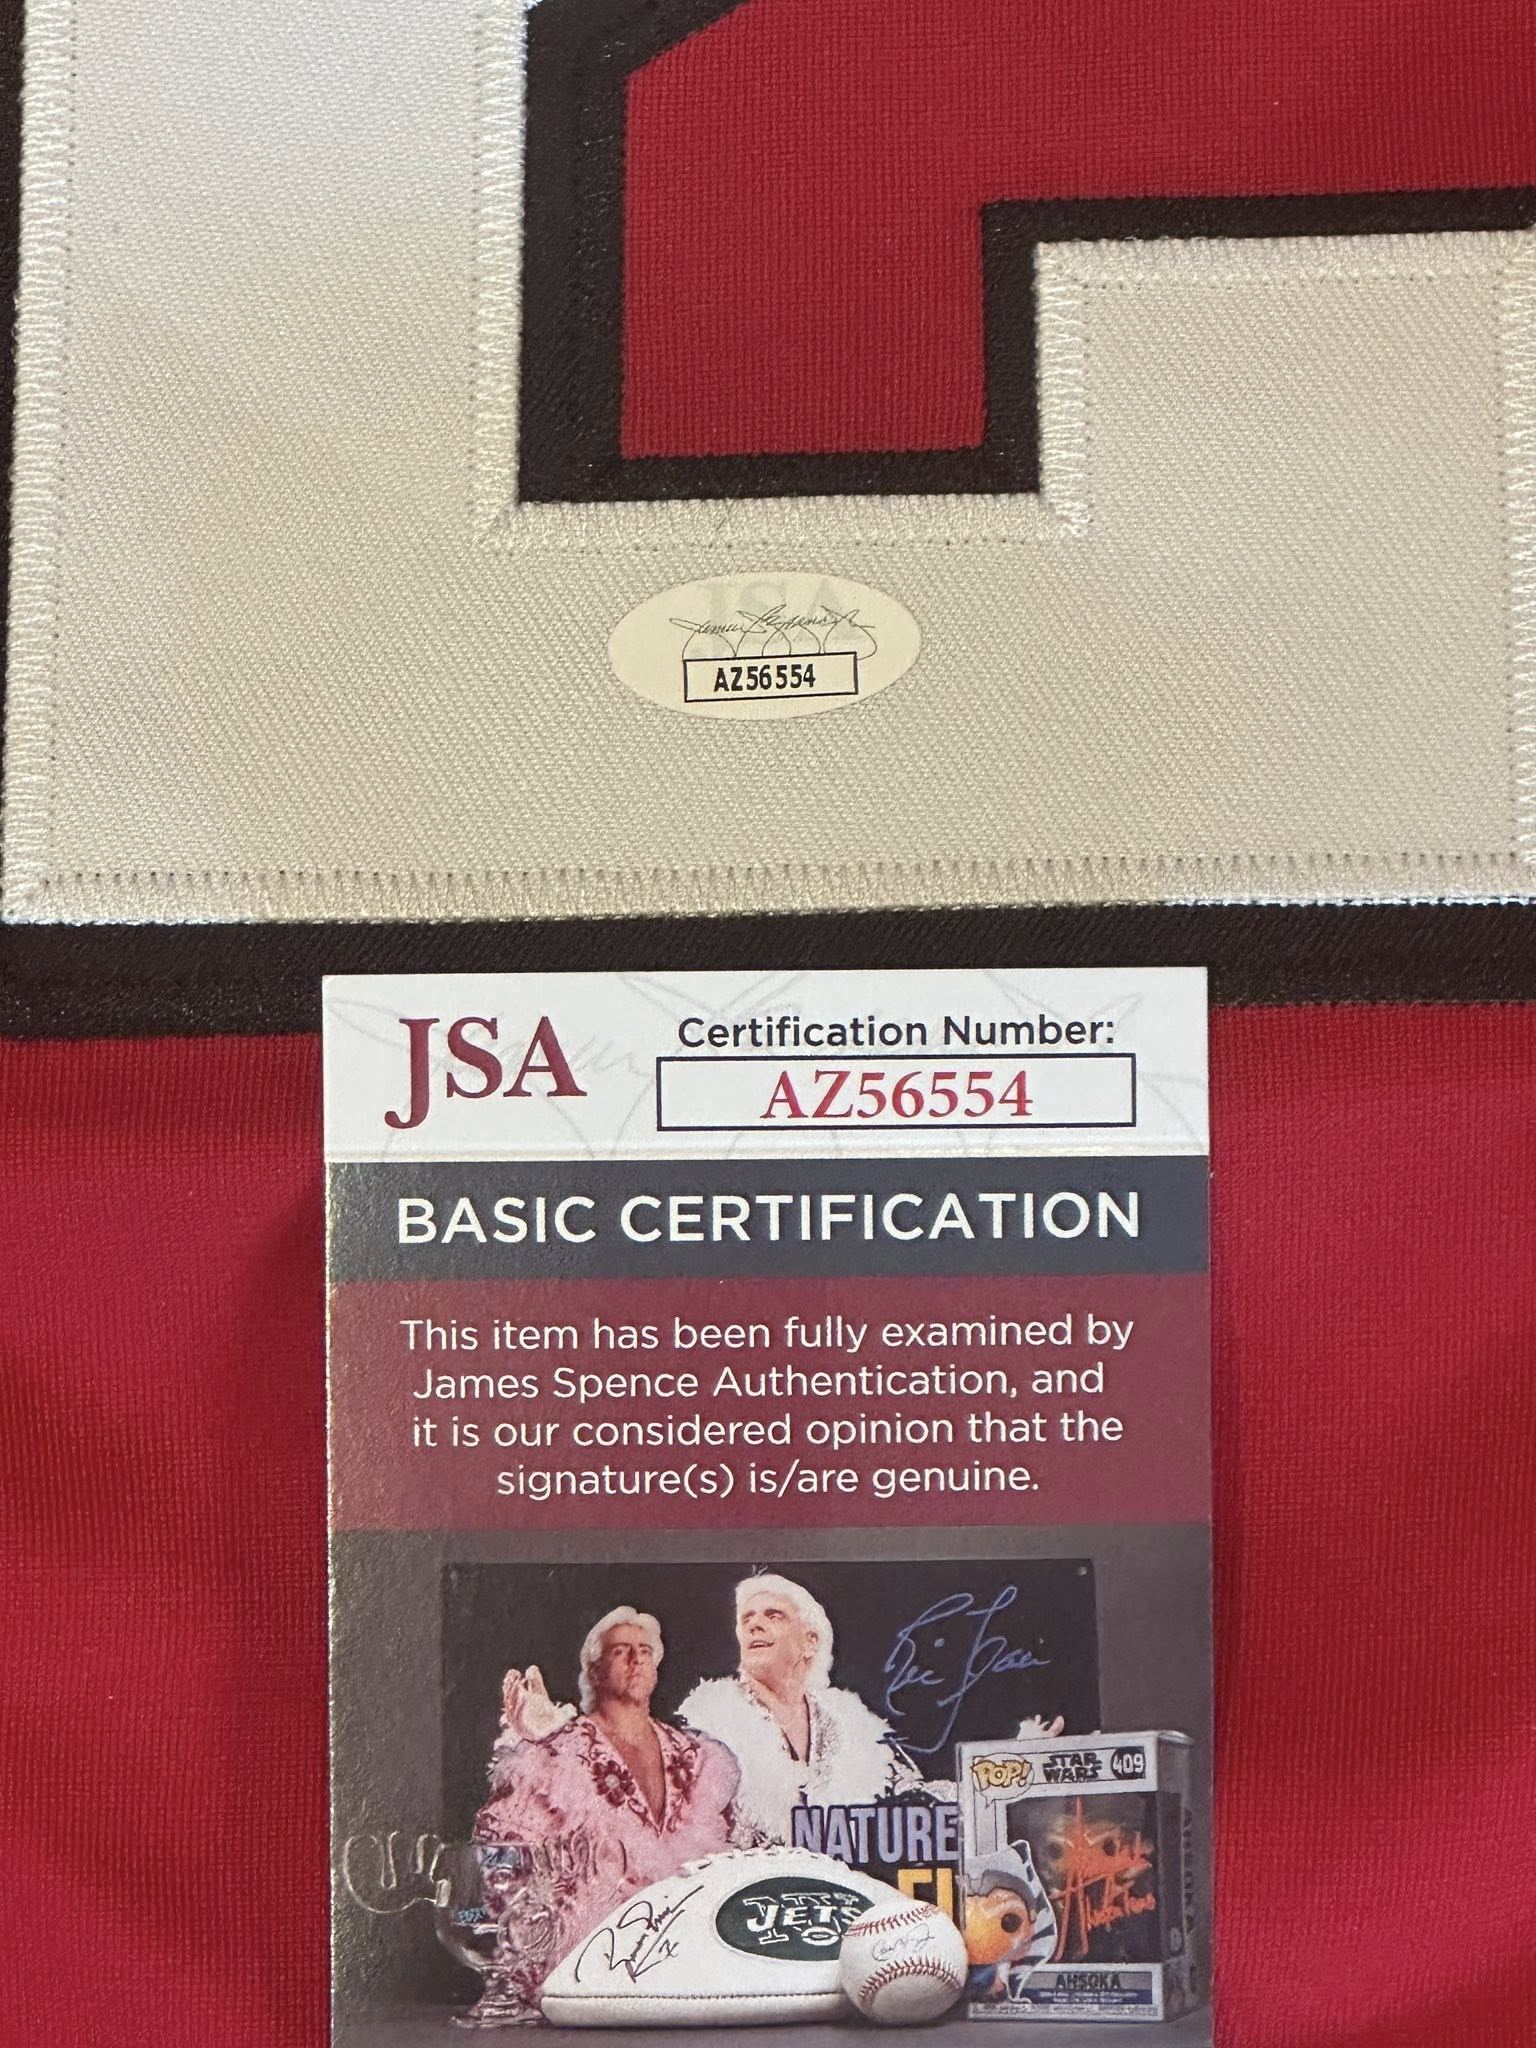 JSA
AZ56554
JSA
Certification Number:
AZ56554
BASIC CERTIFICATION
This item has been fully examined by
James Spence Authentication, and
it is our considered opinion that the
signature(s) is/are genuine.
NATURE
POP!
STAR
WARS
409
JETS
AHSOKA